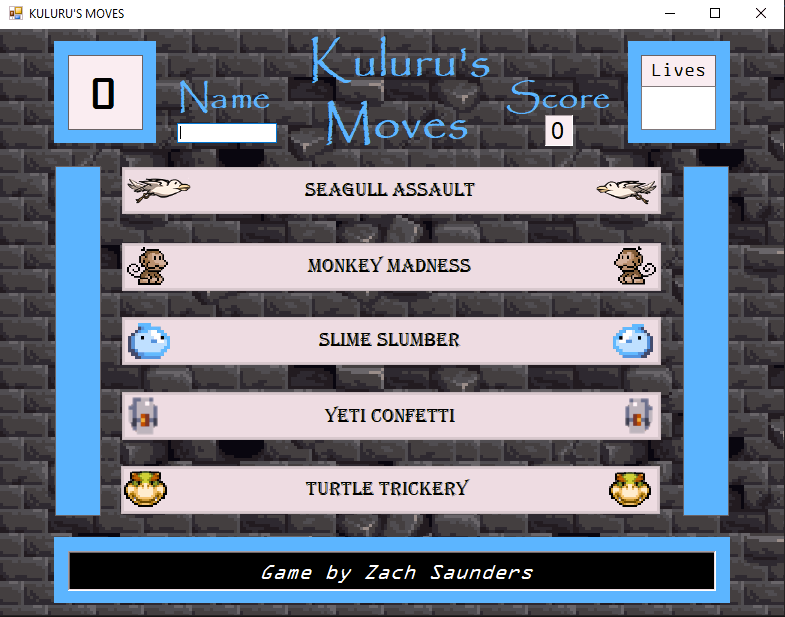 KULURU'S MOVES
0
Name
Kuluru's
Moves
Score
0
Lives
SEAGULL ASSAULT
MONKEY MADNESS
SLIME SLUMBER
YETI CONFETTI
TURTLE TRICKERY
Game by Zach Saunders